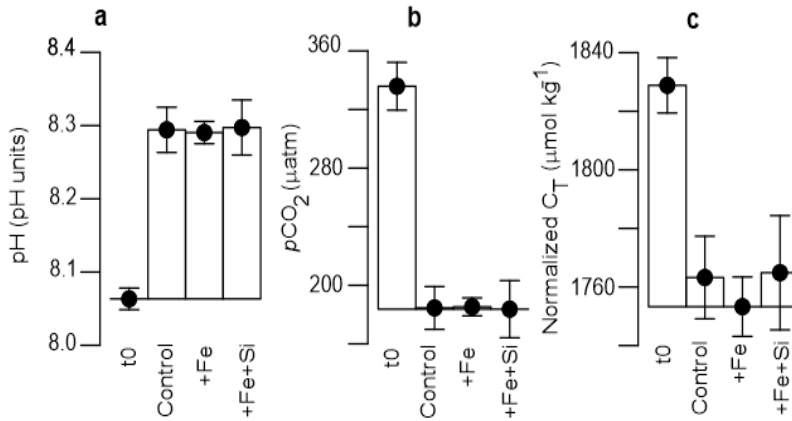 a
8.4
8.3
8.2
8.05
8.0
pH (pH units)
t0
Control
+Fe
+Fe+Si
b
360
280
200
pCO2 (µatm)
t0
Control
+Fe
+Fe+Si
c
1840
1800
1760
Normalized CT (µmol kg-1)
t0
Control
+Fe
+Fe+Si